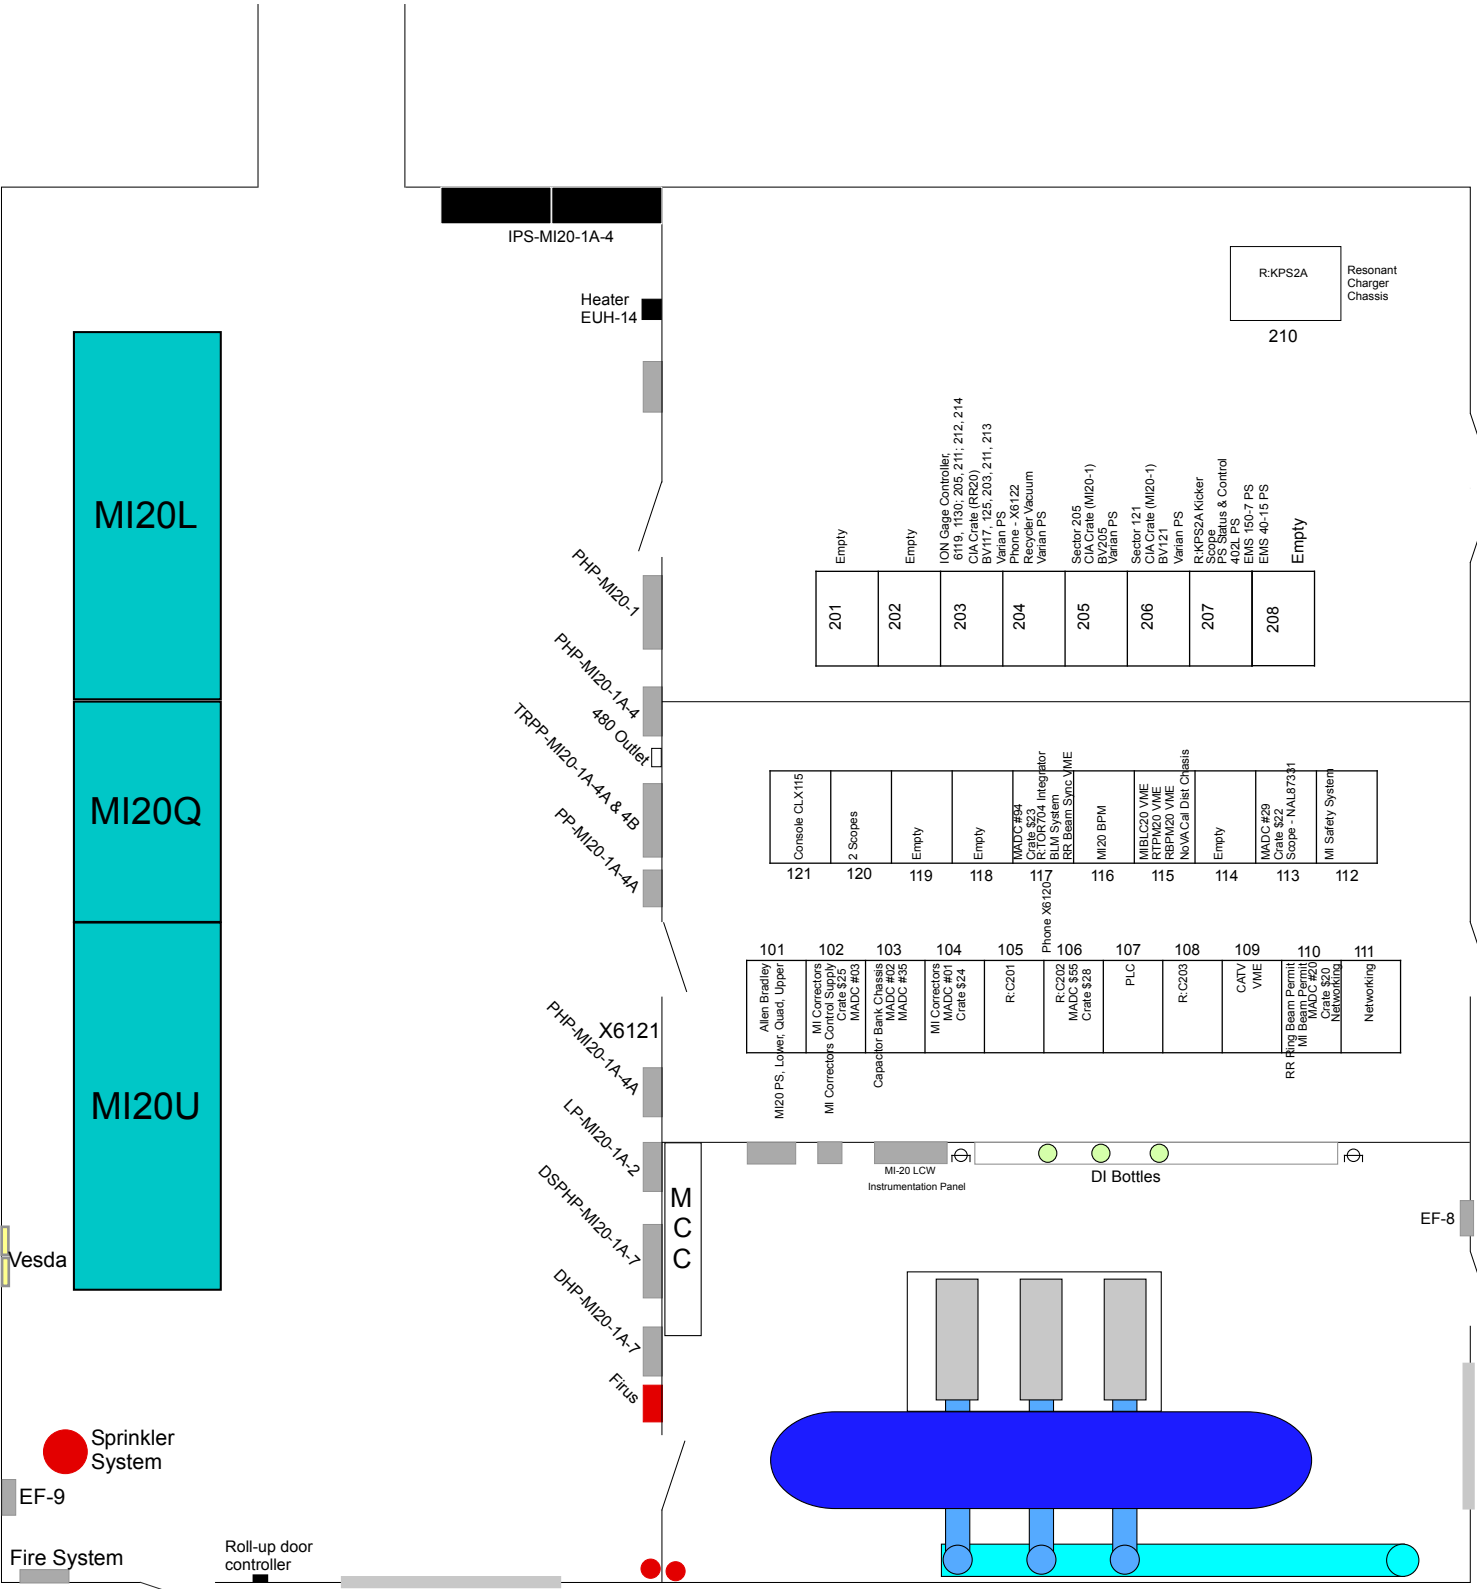 IPS-MI20-1A-4
Heater
EUH-14
R:KPS2A
Resonant
Charger
Chassis
210
MI20L
MI20Q
MI20U
Empty
Empty
ION Gage Controller,
6119, 1130; 205, 211; 212, 214
CIA Crate (RR20)
BV117, 125, 203, 211, 213
Varian PS
Phone - X6122
Recycler Vacuum
Varian PS
Sector 205
CIA Crate (MI20-1)
BV205
Varian PS
Sector 121
CIA Crate (MI20-1)
BV121
Varian PS
R:KPS2A Kicker
Scope
PS Status & Control
402L PS
EMS 150-7 PS
EMS 40-15 PS
Empty
201
202
203
204
205
206
207
208
PHP-MI20-1
PHP-MI20-1A-4
480 Outlet
TRPP-MI20-1A-4A & 4B
PP-MI20-1A-4A
Console CLX115
2 Scopes
Empty
Empty
MADC #94
Crate $23
R:TOR704 Integrator
BLM System
RR Beam Sync VME
MI20 BPM
MIBLC20 VME
RTPM20 VME
RBPM20 VME
NoVA Cal Dist Chasis
Empty
MADC #29
Crate $22
Scope - NAL87331
MI Safety System
121
120
119
118
117
116
115
114
113
112
Phone X6120
101
102
103
104
105
106
107
108
109
110
111
Allen Bradley
MI20 PS, Lower, Quad, Upper
MI Correctors
MI Correctors Control Supply
Crate $25
MADC #03
Capacitor Bank Chassis
MADC #02
MADC #35
MI Correctors
MADC #01
Crate $24
R:C201
R:C202
MADC $55
Crate $28
PLC
R:C203
CATV
VME
RR Ring Beam Permit
MI Beam Permit
MADC #20
Crate $20
Networking
Networking
X6121
PHP-MI20-1A-4A
LP-MI20-1A-2
DSPHP-MI20-1A-7
DHP-MI20-1A-7
Firus
M
C
C
MI-20 LCW
Instrumentation Panel
DI Bottles
EF-8
Vesda
Sprinkler
System
EF-9
Fire System
Roll-up door
controller